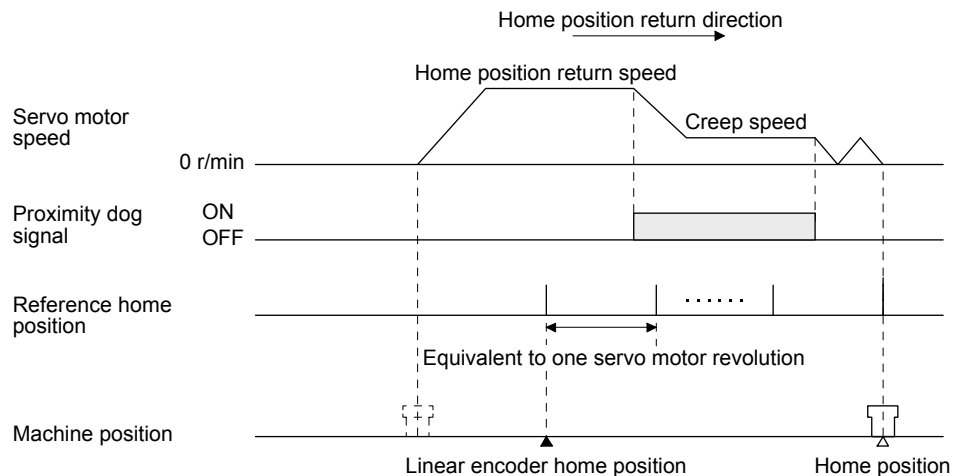 Home position return direction
Home position return speed
Servo motor
speed
Creep speed
0 r/min
Proximity dog
signal
ON
OFF
Reference home
position
Equivalent to one servo motor revolution
Machine position
Linear encoder home position
Home position